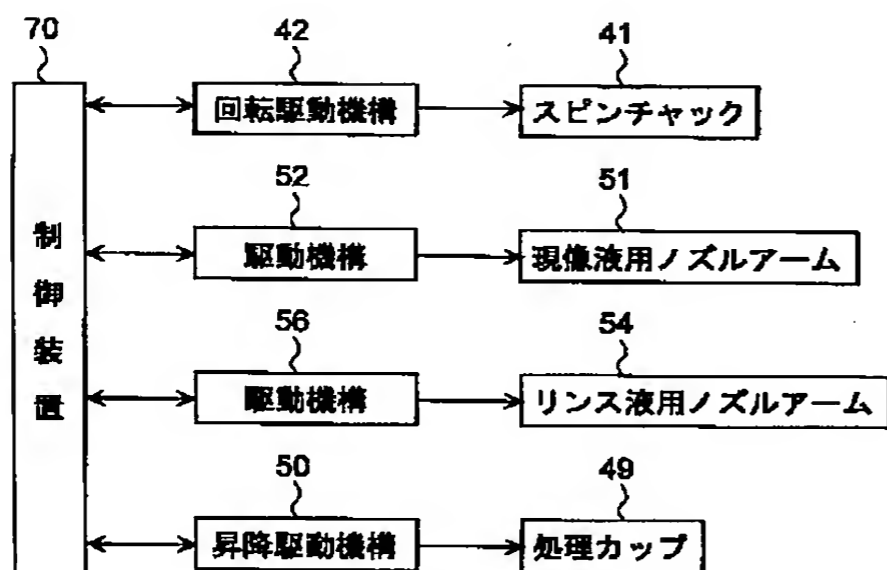 70 42 41
回転駆動機構 スピンチャック
52 51
駆動機構 現像液用ノズルアーム
制御装置
56 54
駆動機構 リンス液用ノズルアーム
50 49
昇降駆動機構 処理カップ